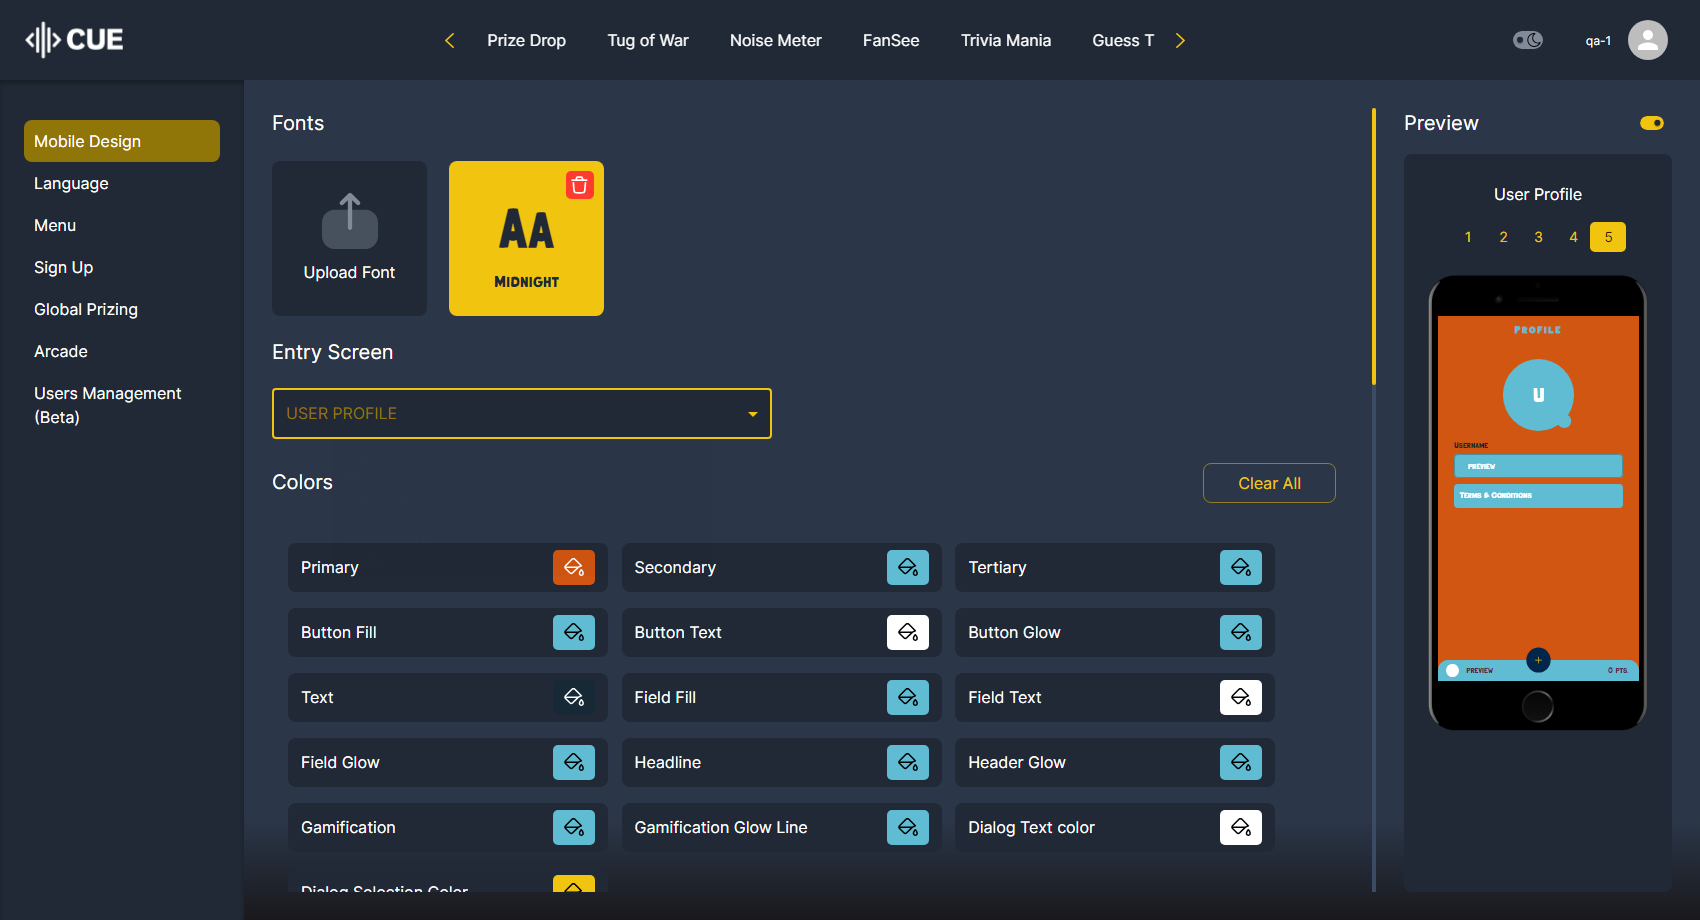 CUE
Prize Drop Tug of War Noise Meter FanSee Trivia Mania Guess T
qa-1
Mobile Design
Language
Menu
Sign Up
Global Prizing
Arcade
Users Management
(Beta)
Fonts
Upload Font
AA
MIDNIGHT
Entry Screen
USER PROFILE
Colors
Clear All
Primary Secondary Tertiary
Button Fill Button Text Button Glow
Text Field Fill Field Text
Field Glow Headline Header Glow
Gamification Gamification Glow Line Dialog Text color
Dialog Selection Color
Preview
User Profile
1 2 3 4 5
PROFILE
U
USERNAME
PREVIEW
TERMS & CONDITIONS
+
PREVIEW 0 PTS.